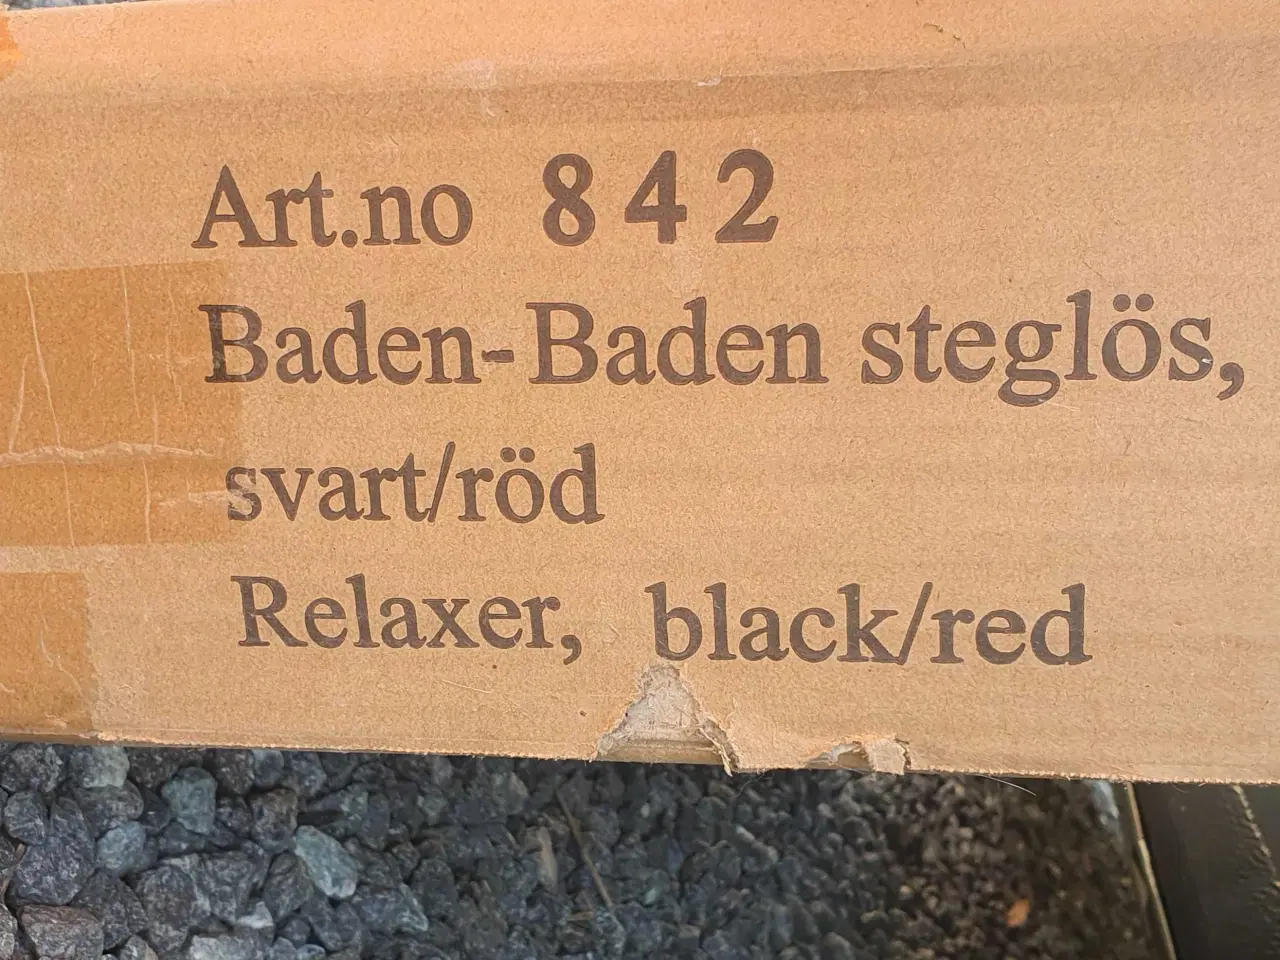 Art.no 842
Baden-Baden steglös,
svart/röd
Relaxer, black/red